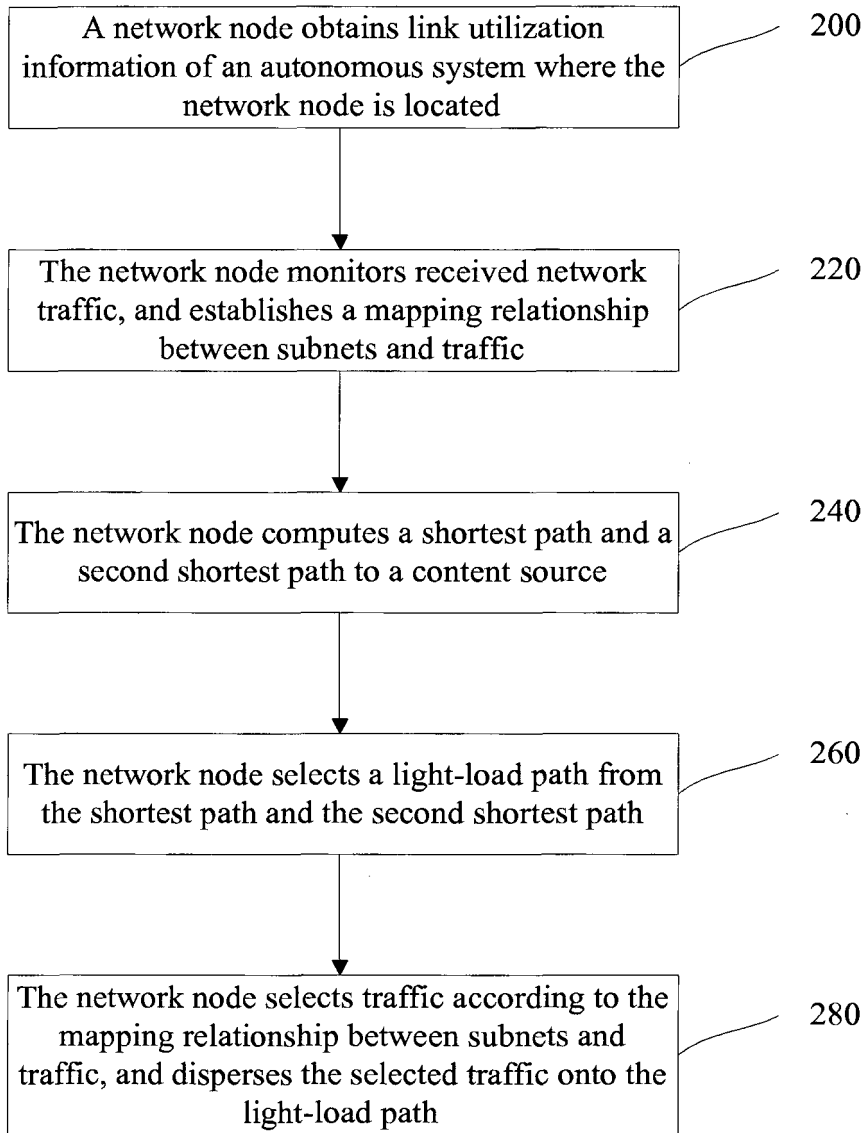 A network node obtains link utilization
information of an autonomous system where the
network node is located
200
The network node monitors received network
traffic, and establishes a mapping relationship
between subnets and traffic
220
The network node computes a shortest path and a
second shortest path to a content source
240
The network node selects a light-load path from
the shortest path and the second shortest path
260
The network node selects traffic according to the
mapping relationship between subnets and
traffic, and disperses the selected traffic onto the
light-load path
280